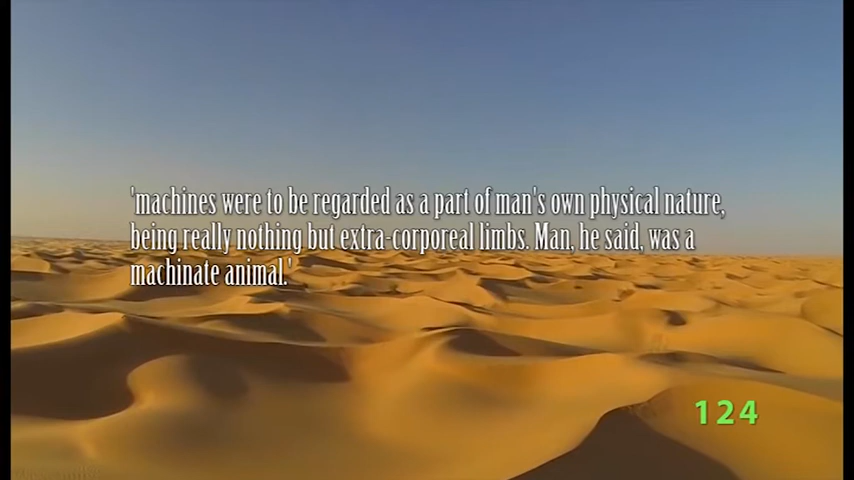 'machines were to be regarded as a part of man's own physical nature,
being really nothing but extra-corporeal limbs. Man, he said, was a
machinate animal.'
124